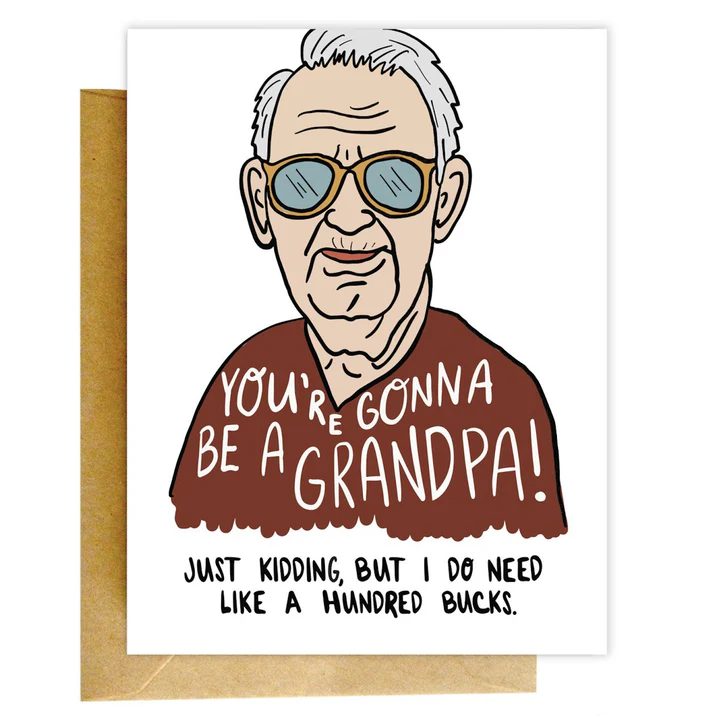 YOU'RE GONNA
BE A GRANDPA!
JUST KIDDING, BUT I DO NEED
LIKE A HUNDRED BUCKS.